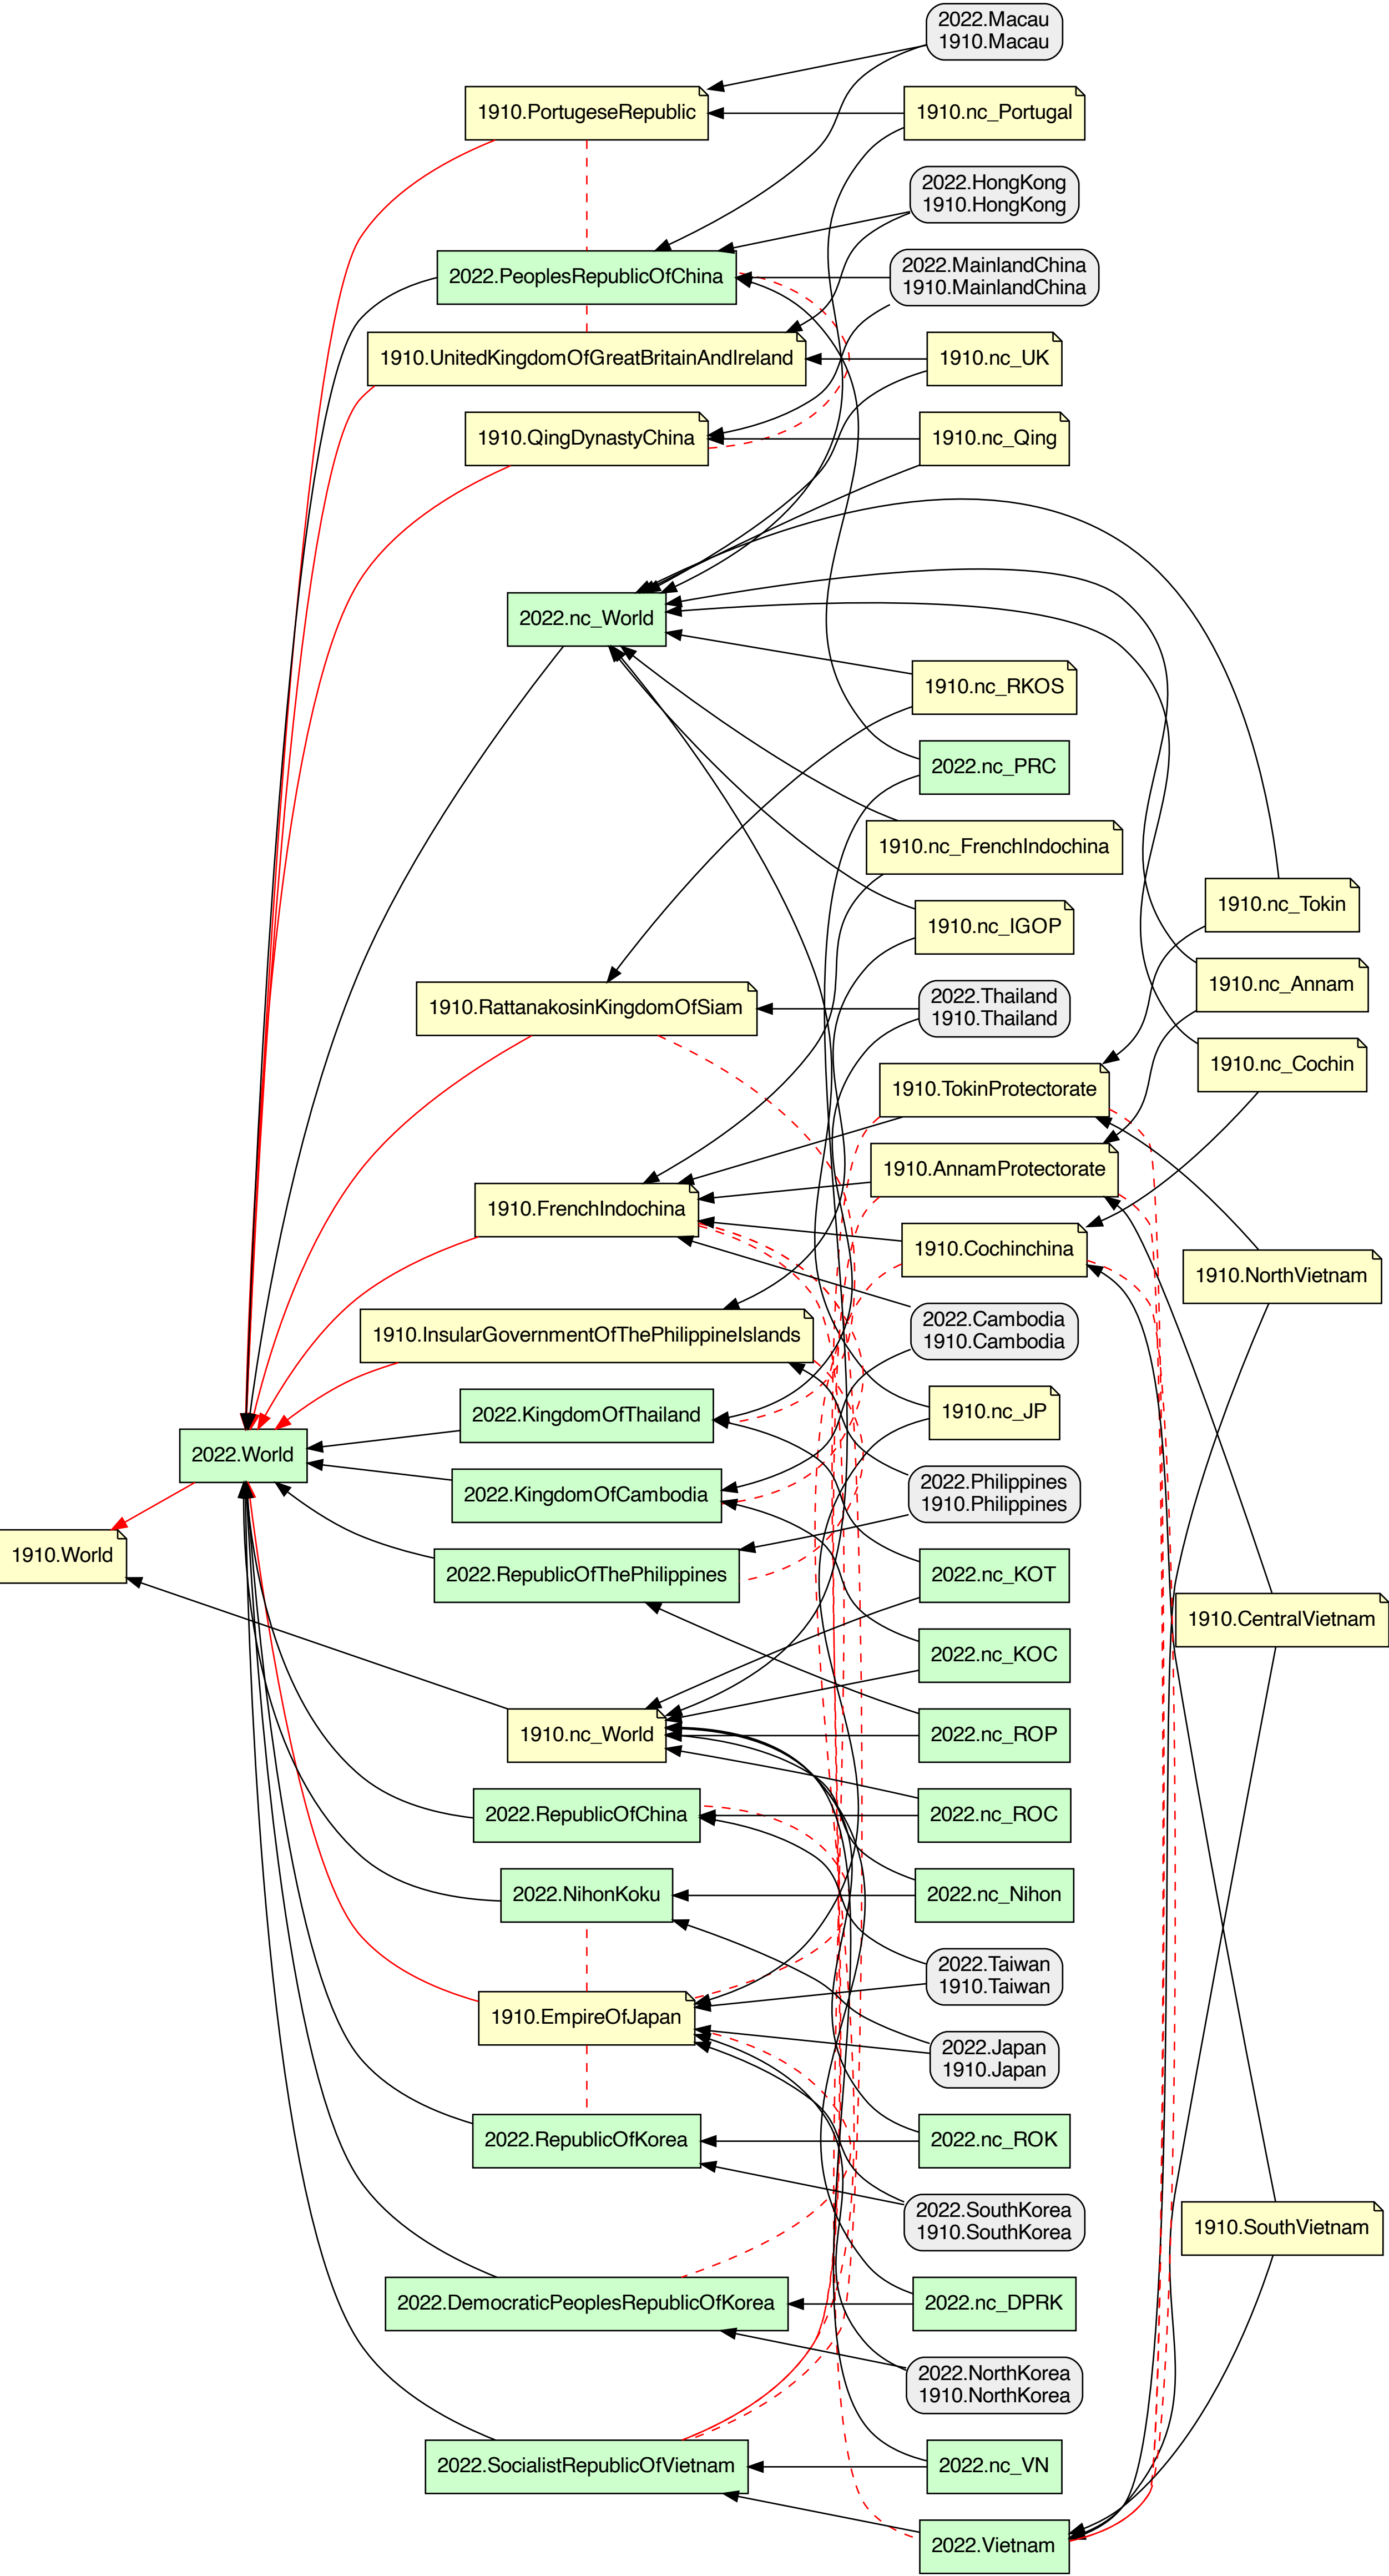 2022.Macau
1910.Macau
1910.PortugeseRepublic
1910.nc_Portugal
2022.HongKong
1910.HongKong
2022.PeoplesRepublicOfChina
2022.MainlandChina
1910.MainlandChina
1910.UnitedKingdomOfGreatBritainAndIreland
1910.nc_UK
1910.QingDynastyChina
1910.nc_Qing
2022.nc_World
1910.nc_RKOS
2022.nc_PRC
1910.nc_FrenchIndochina
1910.nc_Tokin
1910.nc_IGOP
1910.nc_Annam
1910.RattanakosinKingdomOfSiam
2022.Thailand
1910.Thailand
1910.nc_Cochin
1910.TokinProtectorate
1910.AnnamProtectorate
1910.FrenchIndochina
1910.Cochinchina
1910.NorthVietnam
1910.InsularGovernmentOfThePhilippineIslands
2022.Cambodia
1910.Cambodia
2022.KingdomOfThailand
1910.nc_JP
2022.World
2022.KingdomOfCambodia
2022.Philippines
1910.Philippines
1910.World
2022.RepublicOfThePhilippines
2022.nc_KOT
1910.CentralVietnam
2022.nc_KOC
1910.nc_World
2022.nc_ROP
2022.RepublicOfChina
2022.nc_ROC
2022.NihonKoku
2022.nc_Nihon
2022.Taiwan
1910.Taiwan
1910.EmpireOfJapan
2022.Japan
1910.Japan
2022.RepublicOfKorea
2022.nc_ROK
2022.SouthKorea
1910.SouthKorea
1910.SouthVietnam
2022.DemocraticPeoplesRepublicOfKorea
2022.nc_DPRK
2022.NorthKorea
1910.NorthKorea
2022.SocialistRepublicOfVietnam
2022.nc_VN
2022.Vietnam